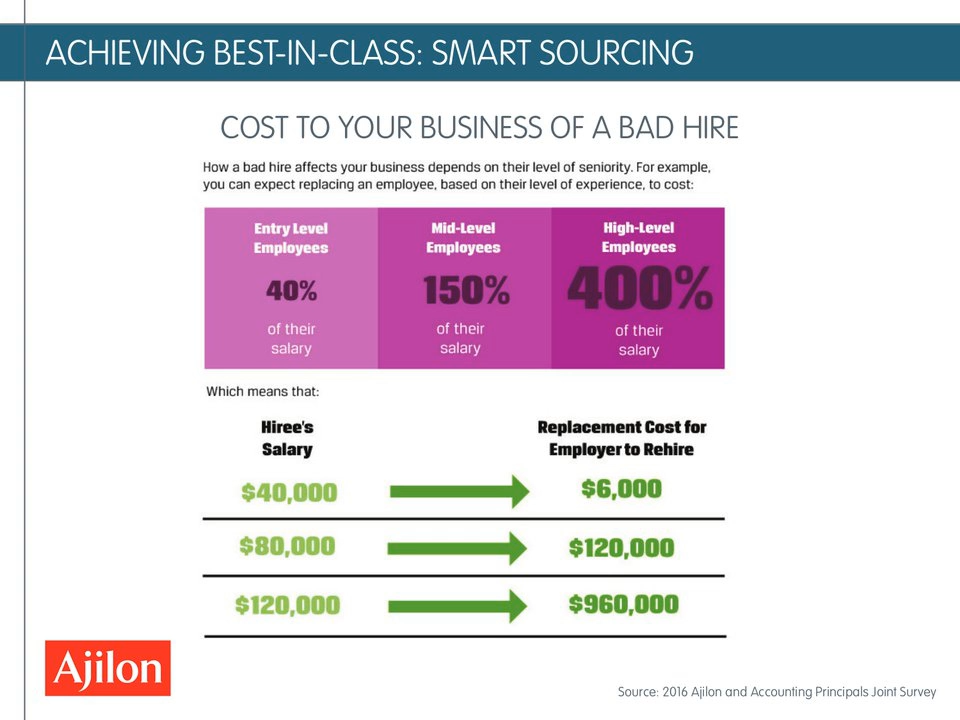 ACHIEVING BEST-IN-CLASS: SMART SOURCING
COST TO YOUR BUSINESS OF A BAD HIRE
How a bad hire affects your business depends on their level of seniority. For example,
you can expect replacing an employee, based on their level of experience, to cost:
Entry Level
Employees
40%
of their
salary
Mid-Level
Employees
150%
of their
salary
High-Level
Employees
400%
of their
salary
Which means that:
Hiree's
Salary
Replacement Cost for
Employer to Rehire
$40,000
$6,000
$80,000
$120,000
$120,000
$960,000
Ajilon
Source: 2016 Ajilon and Accounting Principals Joint Survey